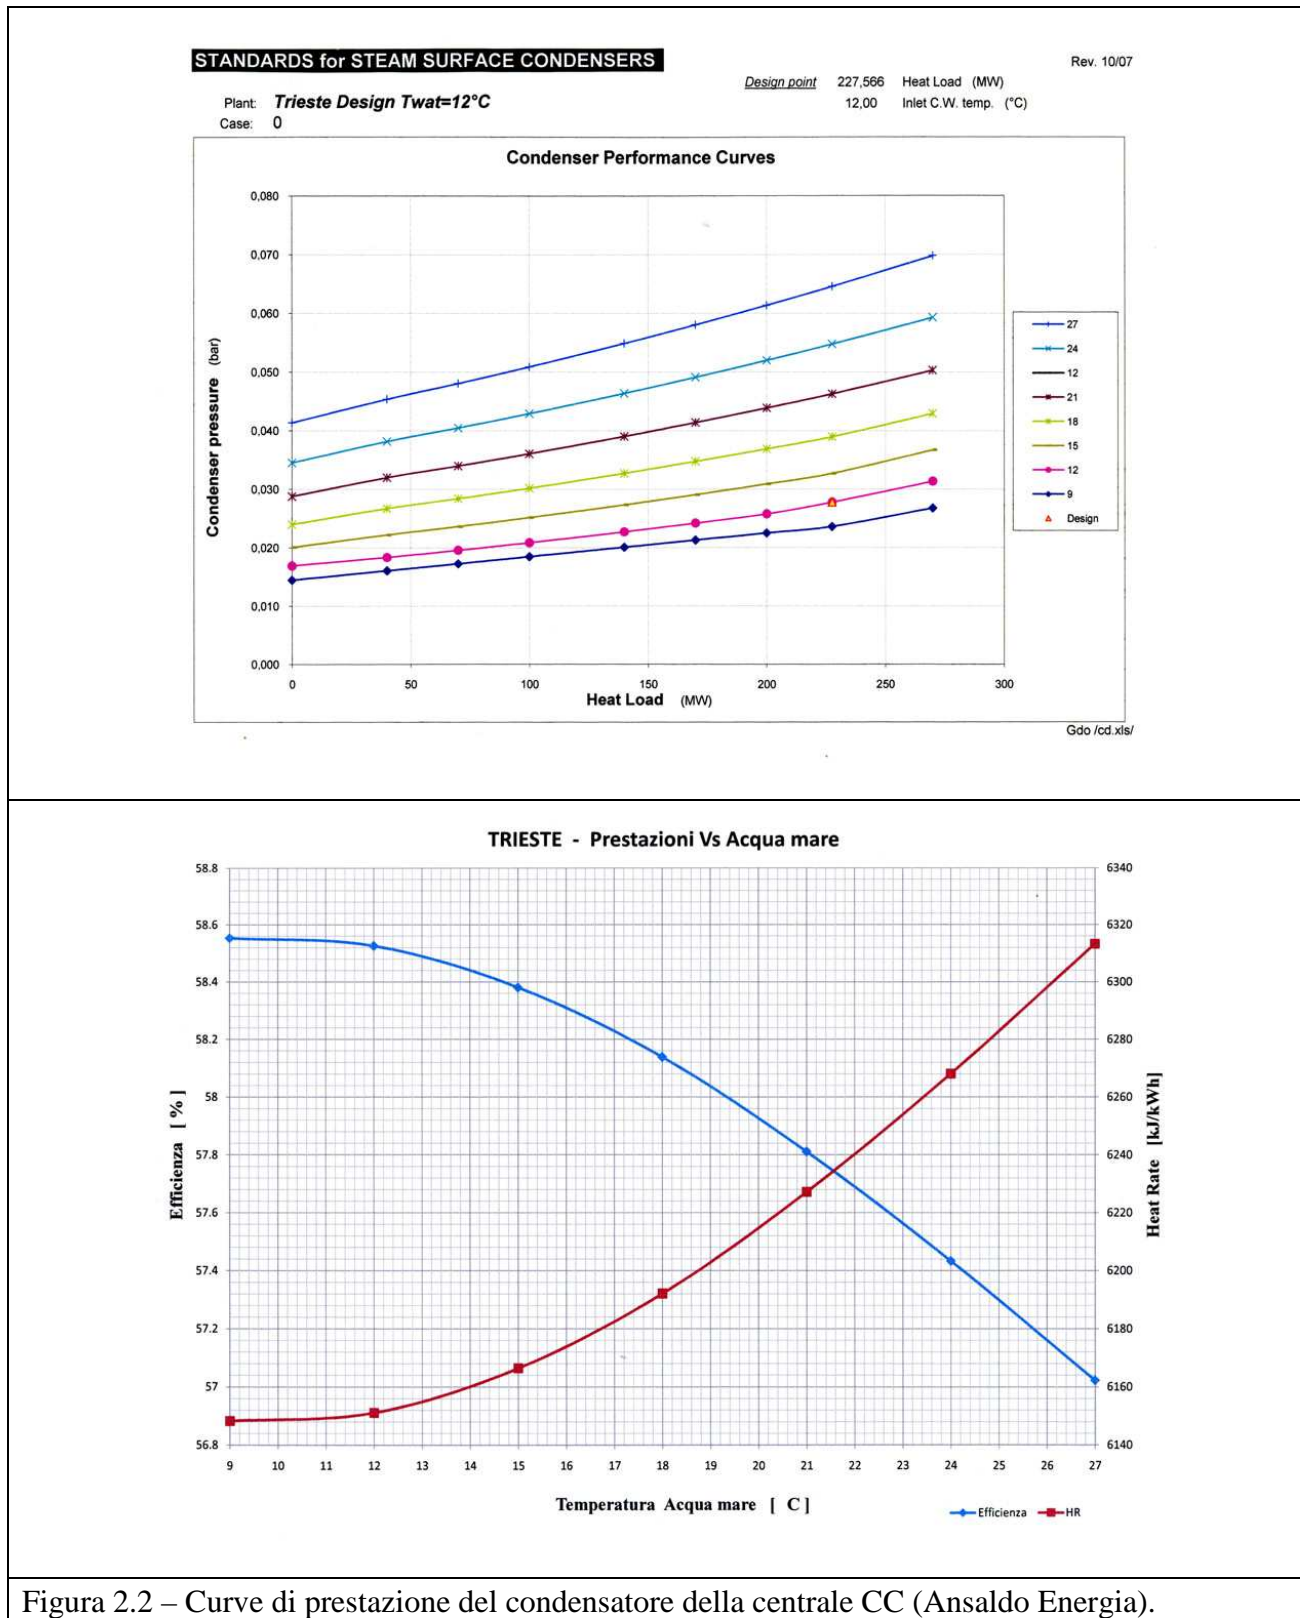 STANDARDS for STEAM SURFACE CONDENSERS
Rev. 10/07
Design point 227,566 Heat Load (MW)
Plant: Trieste Design Twat=12°C
12,00 Inlet C.W. temp. (°C)
Case: 0
Condenser Performance Curves
0,080
0,070
0,060
0,050
0,040
0,030
0,020
0,010
0,000
Condenser pressure (bar)
0 50 100 150 200 250 300
Heat Load (MW)
27
24
12
21
18
15
12
9
Design
Gdo /cd.xls/
TRIESTE - Prestazioni Vs Acqua mare
58.8
58.6
58.4
58.2
58
57.8
57.6
57.4
57.2
57
56.8
Efficienza [ % ]
6340
6320
6300
6280
6260
6240
6220
6200
6180
6160
6140
Heat Rate [kJ/kWh]
9 10 11 12 13 14 15 16 17 18 19 20 21 22 23 24 25 26 27
Temperatura Acqua mare [ C ]
Efficienza HR
Figura 2.2 – Curve di prestazione del condensatore della centrale CC (Ansaldo Energia).